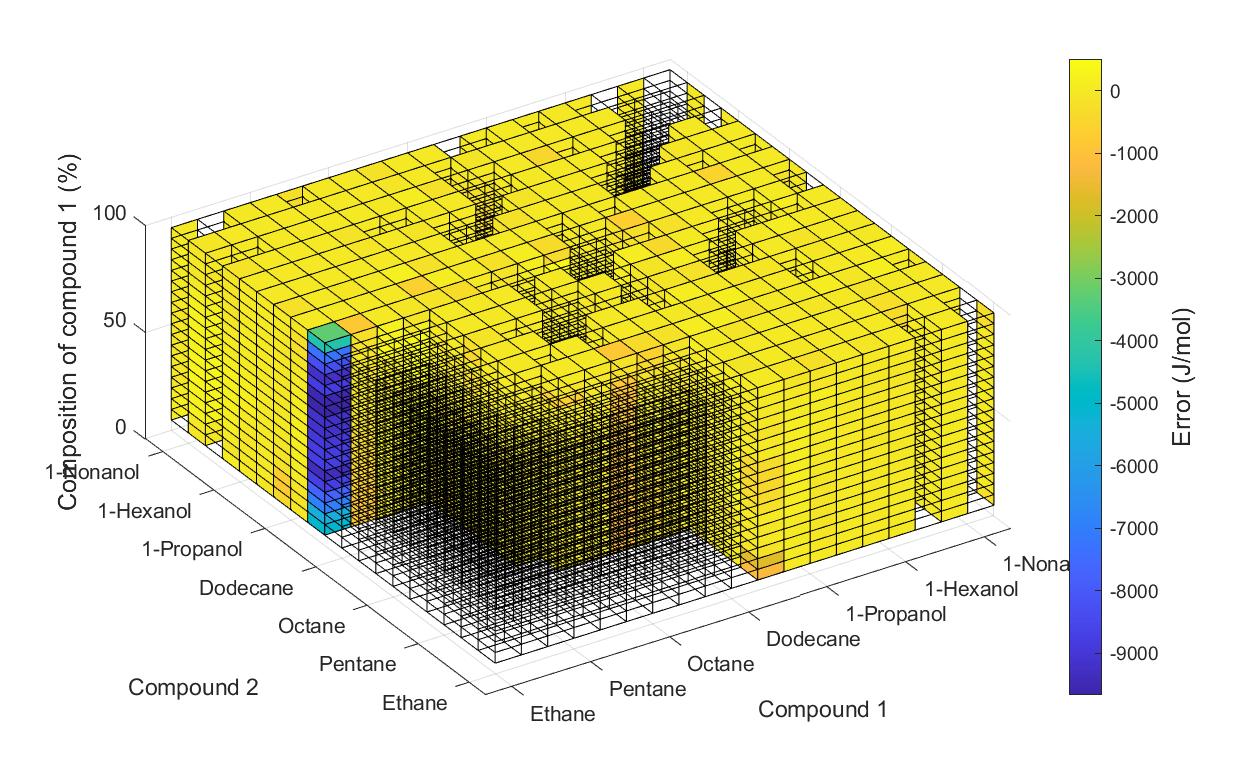 Composition of compound 1 (%)
100
50
0
1-Nonanol
1-Hexanol
1-Propanol
Dodecane
Octane
Pentane
Ethane
Compound 2
Ethane
Pentane
Octane
Dodecane
1-Propanol
1-Hexanol
1-Nona
Compound 1
0
-1000
-2000
-3000
-4000
-5000
-6000
-7000
-8000
-9000
Error (J/mol)